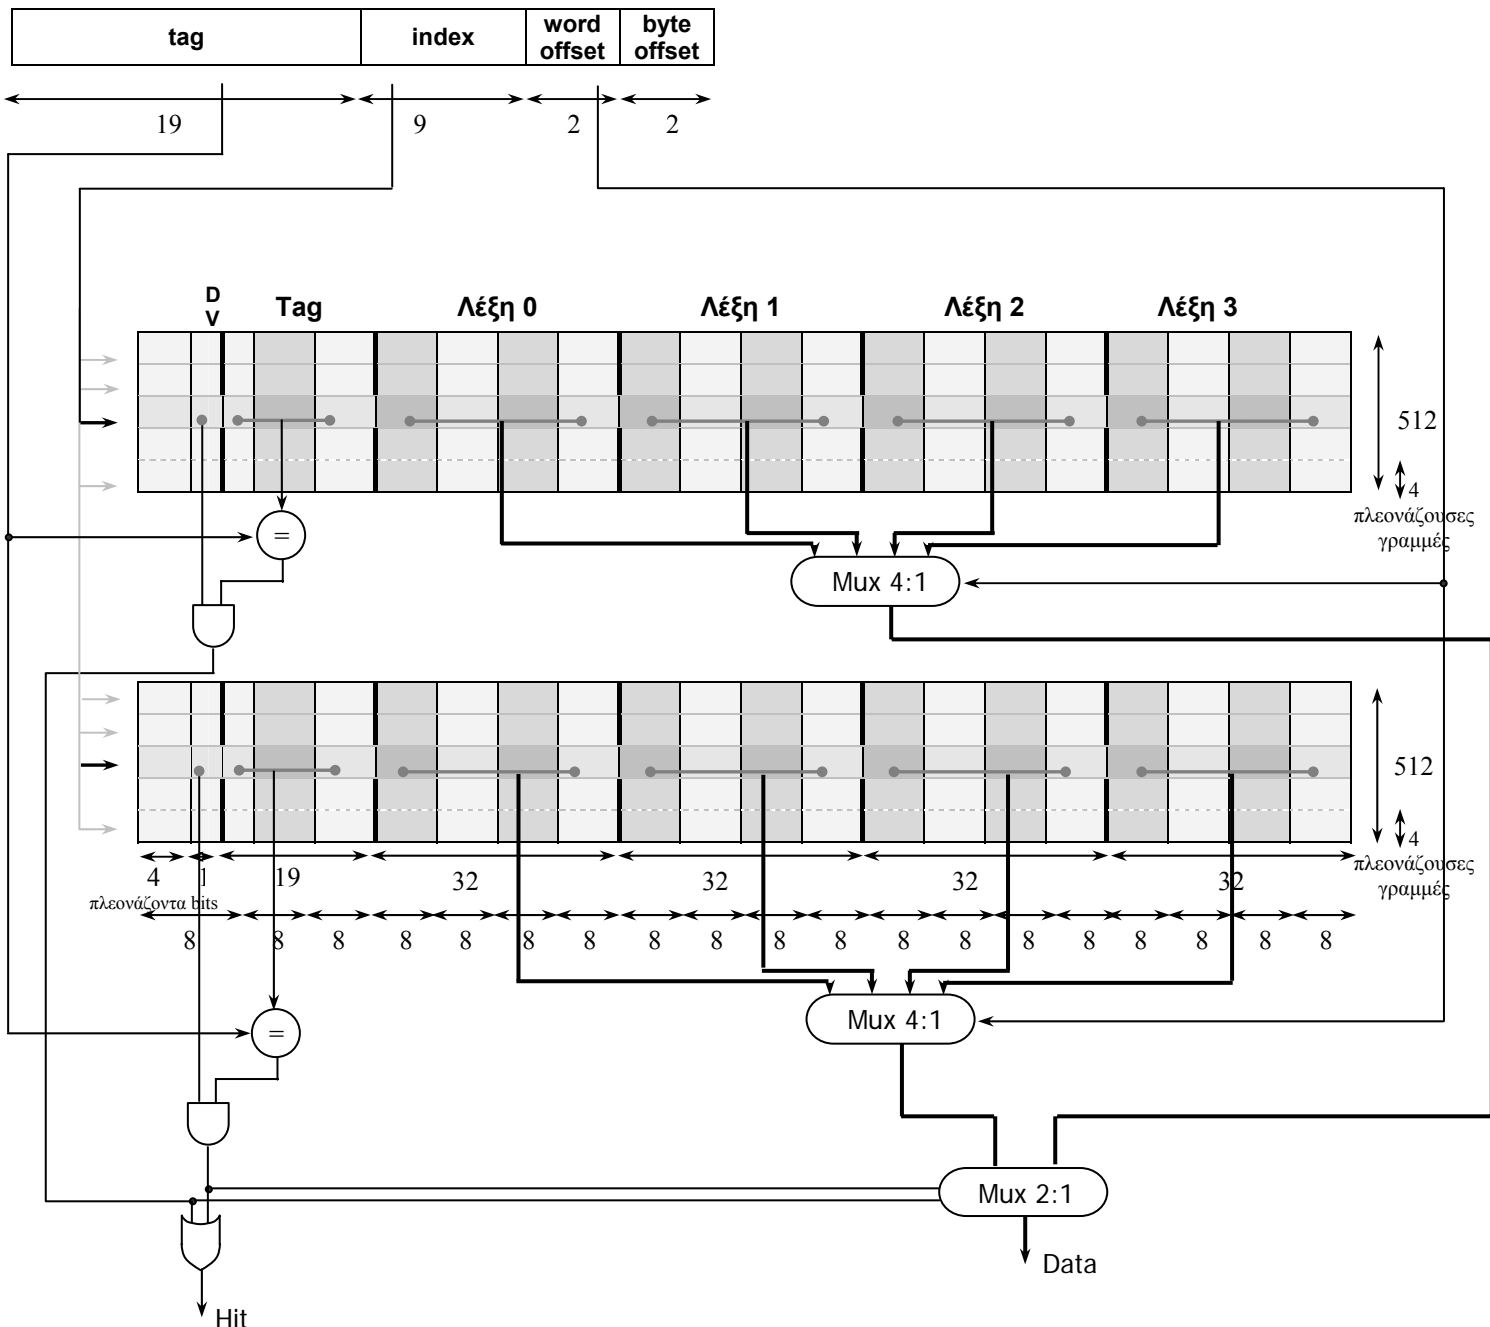 tag index word byte
offset offset
19 9 2 2
D
V Tag Λέξη 0 Λέξη 1 Λέξη 2 Λέξη 3
512
4
πλεονάζουσες
γραμμές
=
Mux 4:1
512
4
πλεονάζουσες
γραμμές
4 1 19 32 32 32 32
πλεονάζοντα bits
8 8 8 8 8 8 8 8 8 8 8 8 8 8 8 8 8 8 8
=
Mux 4:1
Mux 2:1
Data
Hit